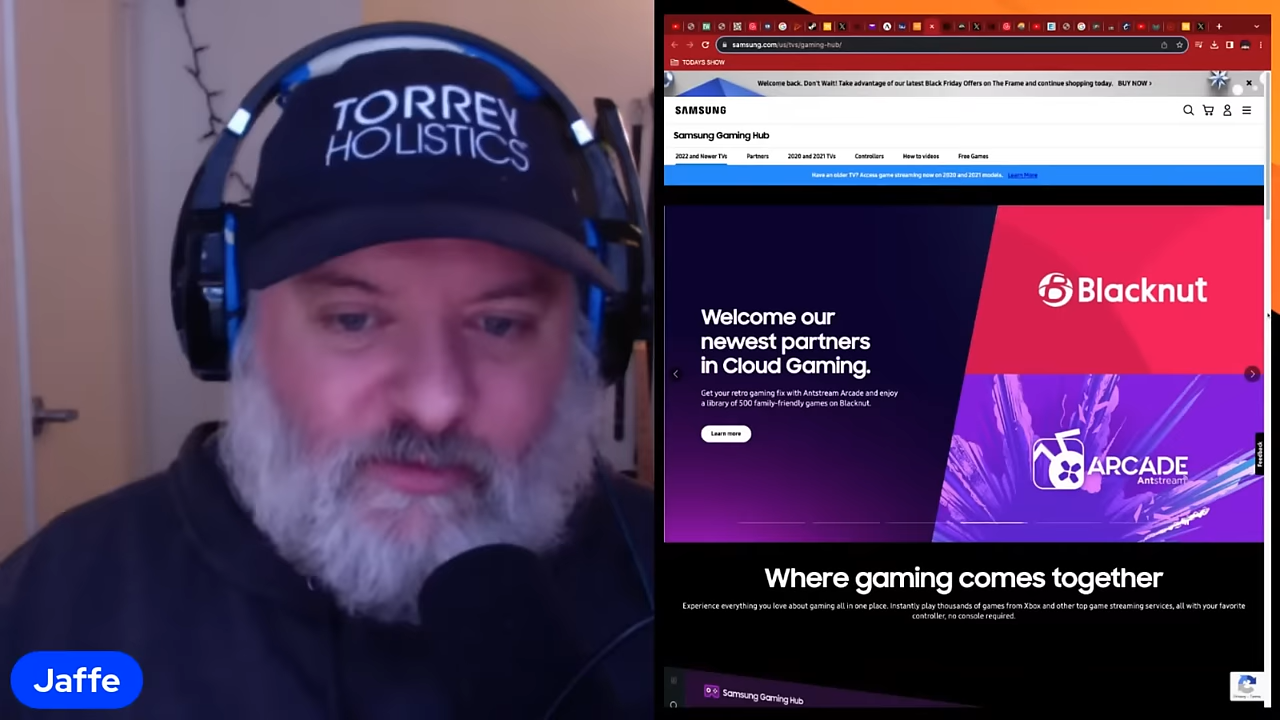 TORREY
HOLISTICS
Jaffe
samsung.com/us/tvs/gaming-hub/
TODAYS SHOW
Welcome back. Don't Wait! Take advantage of our latest Black Friday Offers on The Frame and continue shopping today. BUY NOW >
SAMSUNG
Samsung Gaming Hub
2022 and Newer TVs Partners 2020 and 2021 TVs Controllers How to videos Free Games
Have an older TV? Access game streaming now on 2020 and 2021 models. Learn More
Welcome our
newest partners
in Cloud Gaming.
Get your retro gaming fix with Antstream Arcade and enjoy
a library of 500 family-friendly games on Blacknut.
Learn more
Blacknut
ARCADE
Antstream
Feedback
Where gaming comes together
Experience everything you love about gaming all in one place. Instantly play thousands of games from Xbox and other top game streaming services, all with your favorite
controller, no console required.
Samsung Gaming Hub